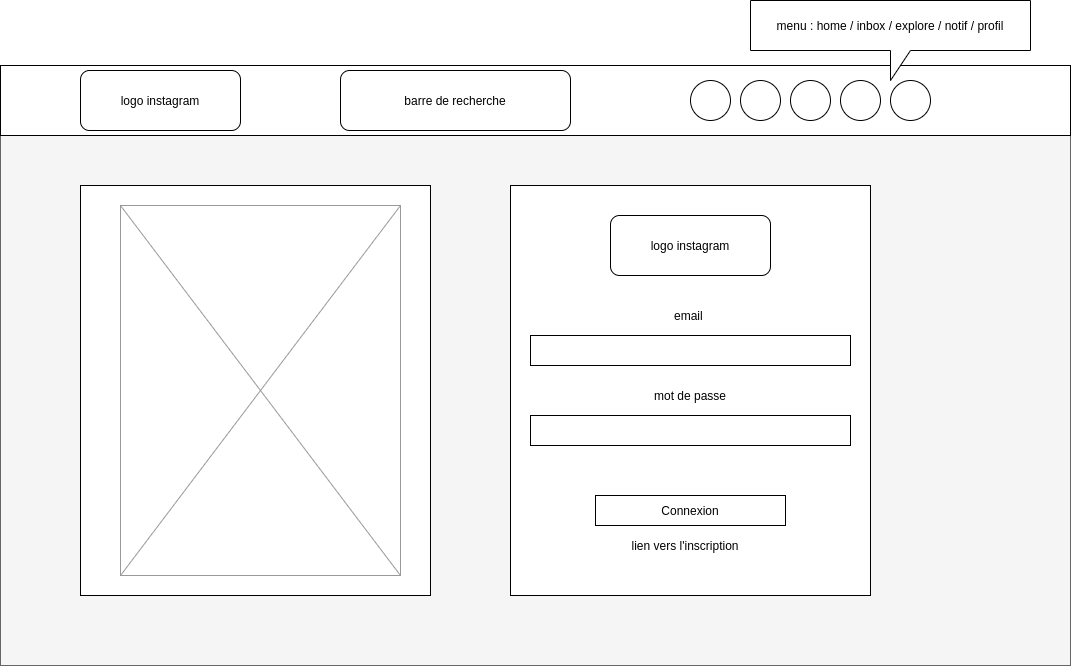 menu : home / inbox / explore / notif / profil
logo instagram
barre de recherche
logo instagram
email
mot de passe
Connexion
lien vers l'inscription